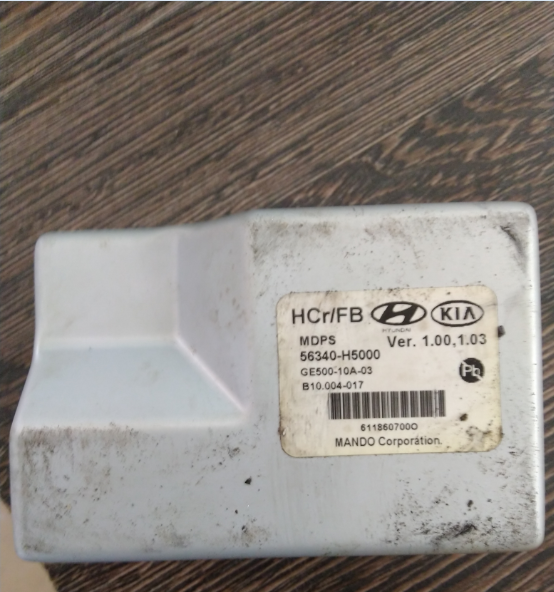 HCr/FB HYUNDAI KIA
MDPS Ver. 1.00,1.03
56340-H5000
GE500-10A-03
Pb
B10.004-017
611860700O
MANDO Corporation.